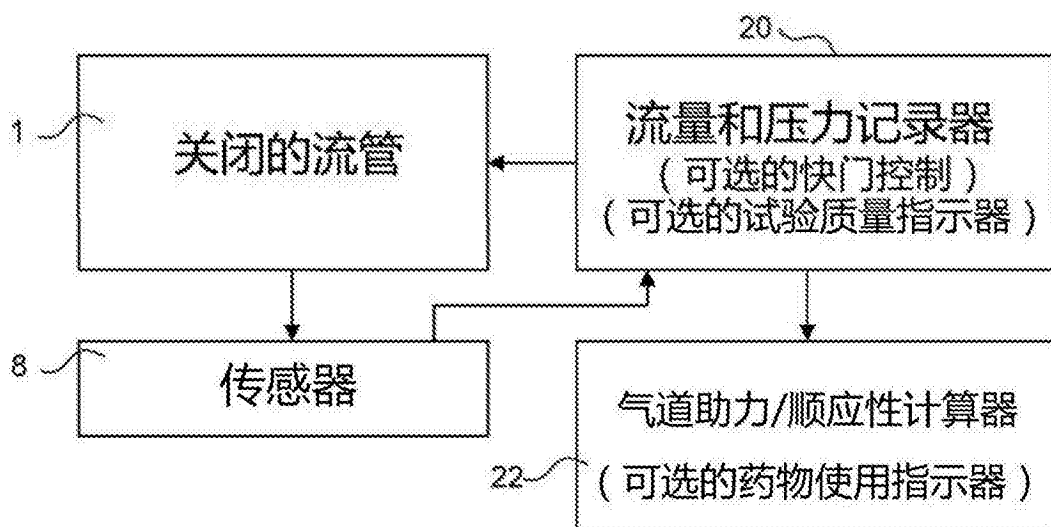 20
1
关闭的流管
流量和压力记录器
（可选的快门控制）
（可选的试验质量指示器）
8
传感器
气道助力/顺应性计算器
22
（可选的药物使用指示器）